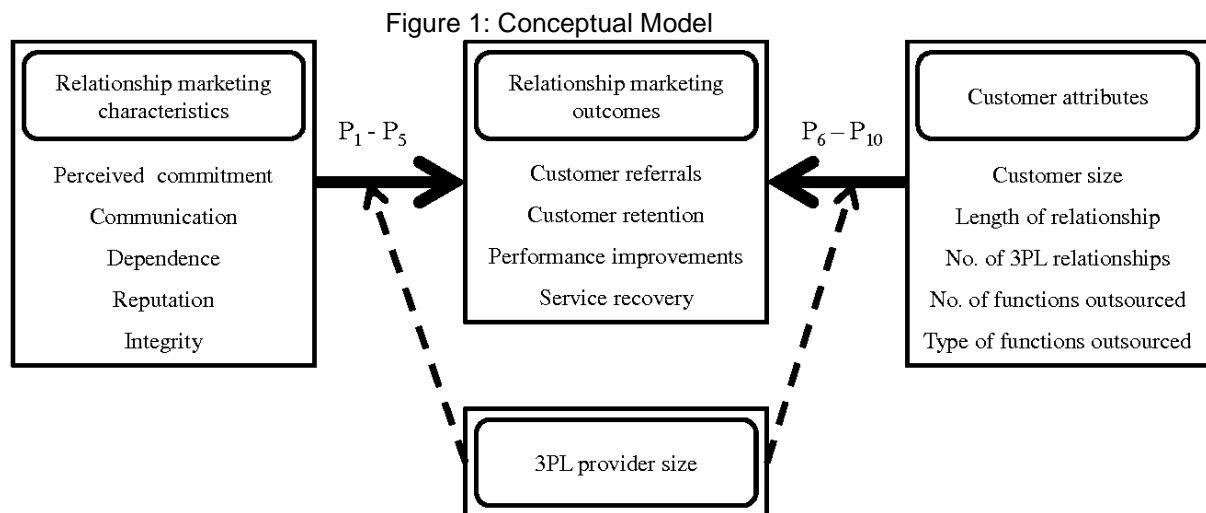 Figure 1: Conceptual Model
Relationship marketing
characteristics
Perceived commitment
Communication
Dependence
Reputation
Integrity
P1 - P5
Relationship marketing
outcomes
Customer referrals
Customer retention
Performance improvements
Service recovery
P6 – P10
Customer attributes
Customer size
Length of relationship
No. of 3PL relationships
No. of functions outsourced
Type of functions outsourced
3PL provider size